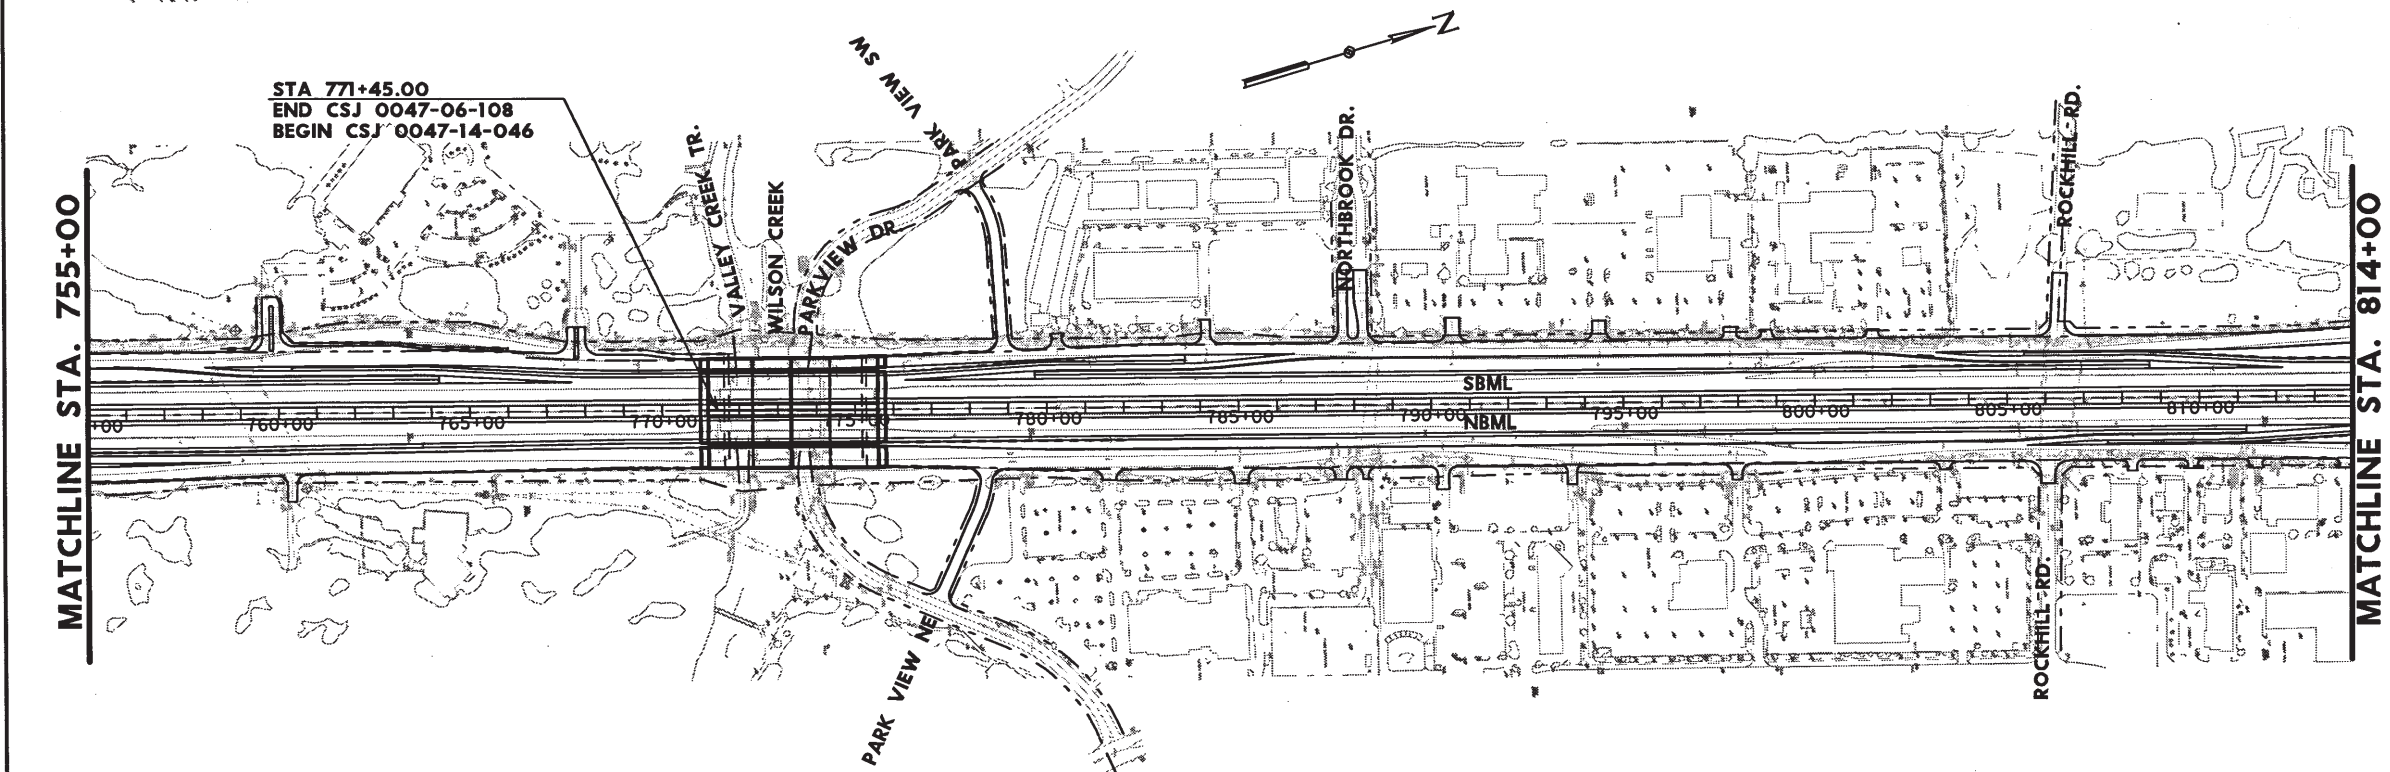 N
STA 771+45.00
END CSJ 0047-06-108
BEGIN CSJ 0047-14-046
PARK VIEW SW
VALLEY CREEK TR.
WILSON CREEK
PARKVIEW DR
NORTHBROOK DR.
ROCKHILL RD.
MATCHLINE STA. 755+00
MATCHLINE STA. 814+00
SBML
+00
760+00
765+00
770+00
75+00
780+00
785+00
790+00
795+00
800+00
805+00
810+00
NBML
PARK VIEW NE
ROCKHILL RD.